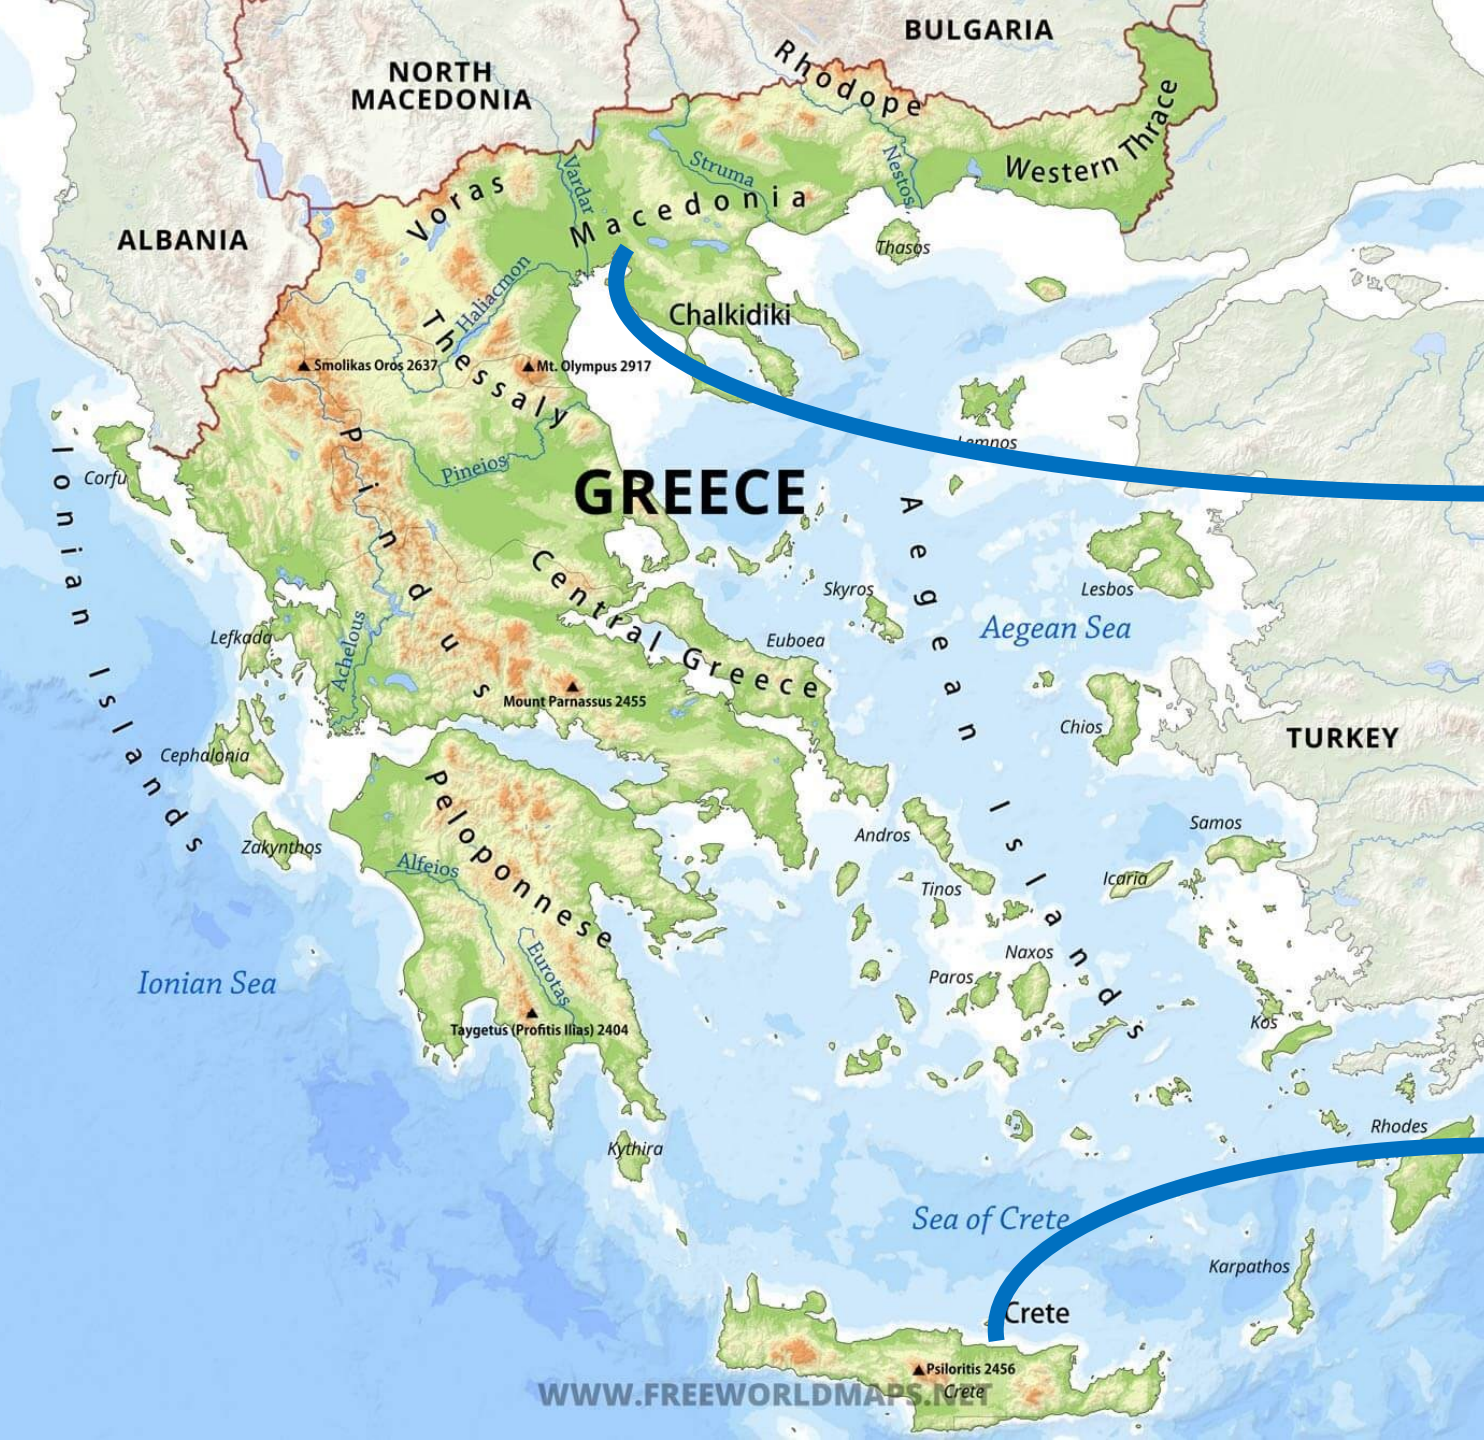 BULGARIA
Rhodope
NORTH
MACEDONIA
Western Thrace
Vardar
Struma
Nestos
Voras
Macedonia
ALBANIA
Thasos
Haliacmon
Chalkidiki
Thessaly
Smolikas Oros 2637
Mt. Olympus 2917
Lemnos
Pindus
Pineios
GREECE
Corfu
Ionian Islands
Aegean Islands
Central Greece
Skyros
Lesbos
Aegean Sea
Euboea
Lefkada
Achelous
Mount Parnassus 2455
Chios
TURKEY
Cephalonia
Peloponnese
Andros
Samos
Zakynthos
Alfeios
Tinos
Icaria
Eurotas
Naxos
Paros
Ionian Sea
Kos
Taygetus (Profitis Ilias) 2404
Rhodes
Kythira
Sea of Crete
Karpathos
Crete
Psiloritis 2456
Crete
WWW.FREEWORLDMAPS.NET